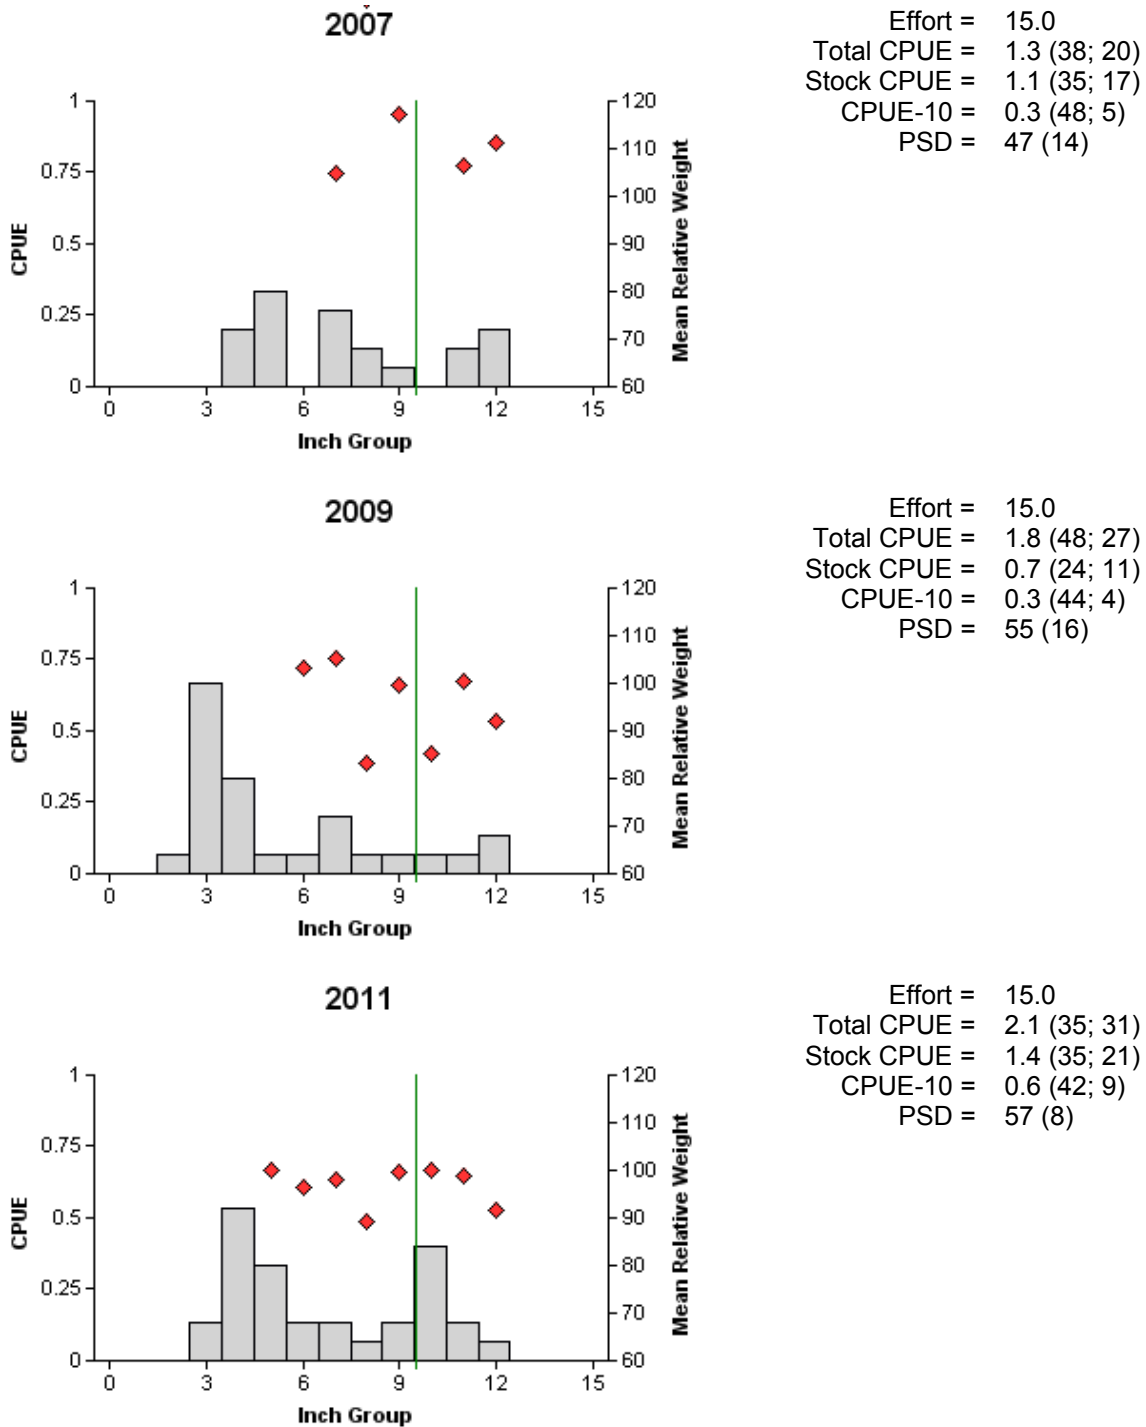 2007
Effort = 15.0
Total CPUE = 1.3 (38; 20)
Stock CPUE = 1.1 (35; 17)
CPUE-10 = 0.3 (48; 5)
PSD = 47 (14)
1
0.75
0.5
0.25
0
CPUE
120
110
100
90
80
70
60
Mean Relative Weight
0 3 6 9 12 15
Inch Group
2009
Effort = 15.0
Total CPUE = 1.8 (48; 27)
Stock CPUE = 0.7 (24; 11)
CPUE-10 = 0.3 (44; 4)
PSD = 55 (16)
1
0.75
0.5
0.25
0
CPUE
120
110
100
90
80
70
60
Mean Relative Weight
0 3 6 9 12 15
Inch Group
2011
Effort = 15.0
Total CPUE = 2.1 (35; 31)
Stock CPUE = 1.4 (35; 21)
CPUE-10 = 0.6 (42; 9)
PSD = 57 (8)
1
0.75
0.5
0.25
0
CPUE
120
110
100
90
80
70
60
Mean Relative Weight
0 3 6 9 12 15
Inch Group